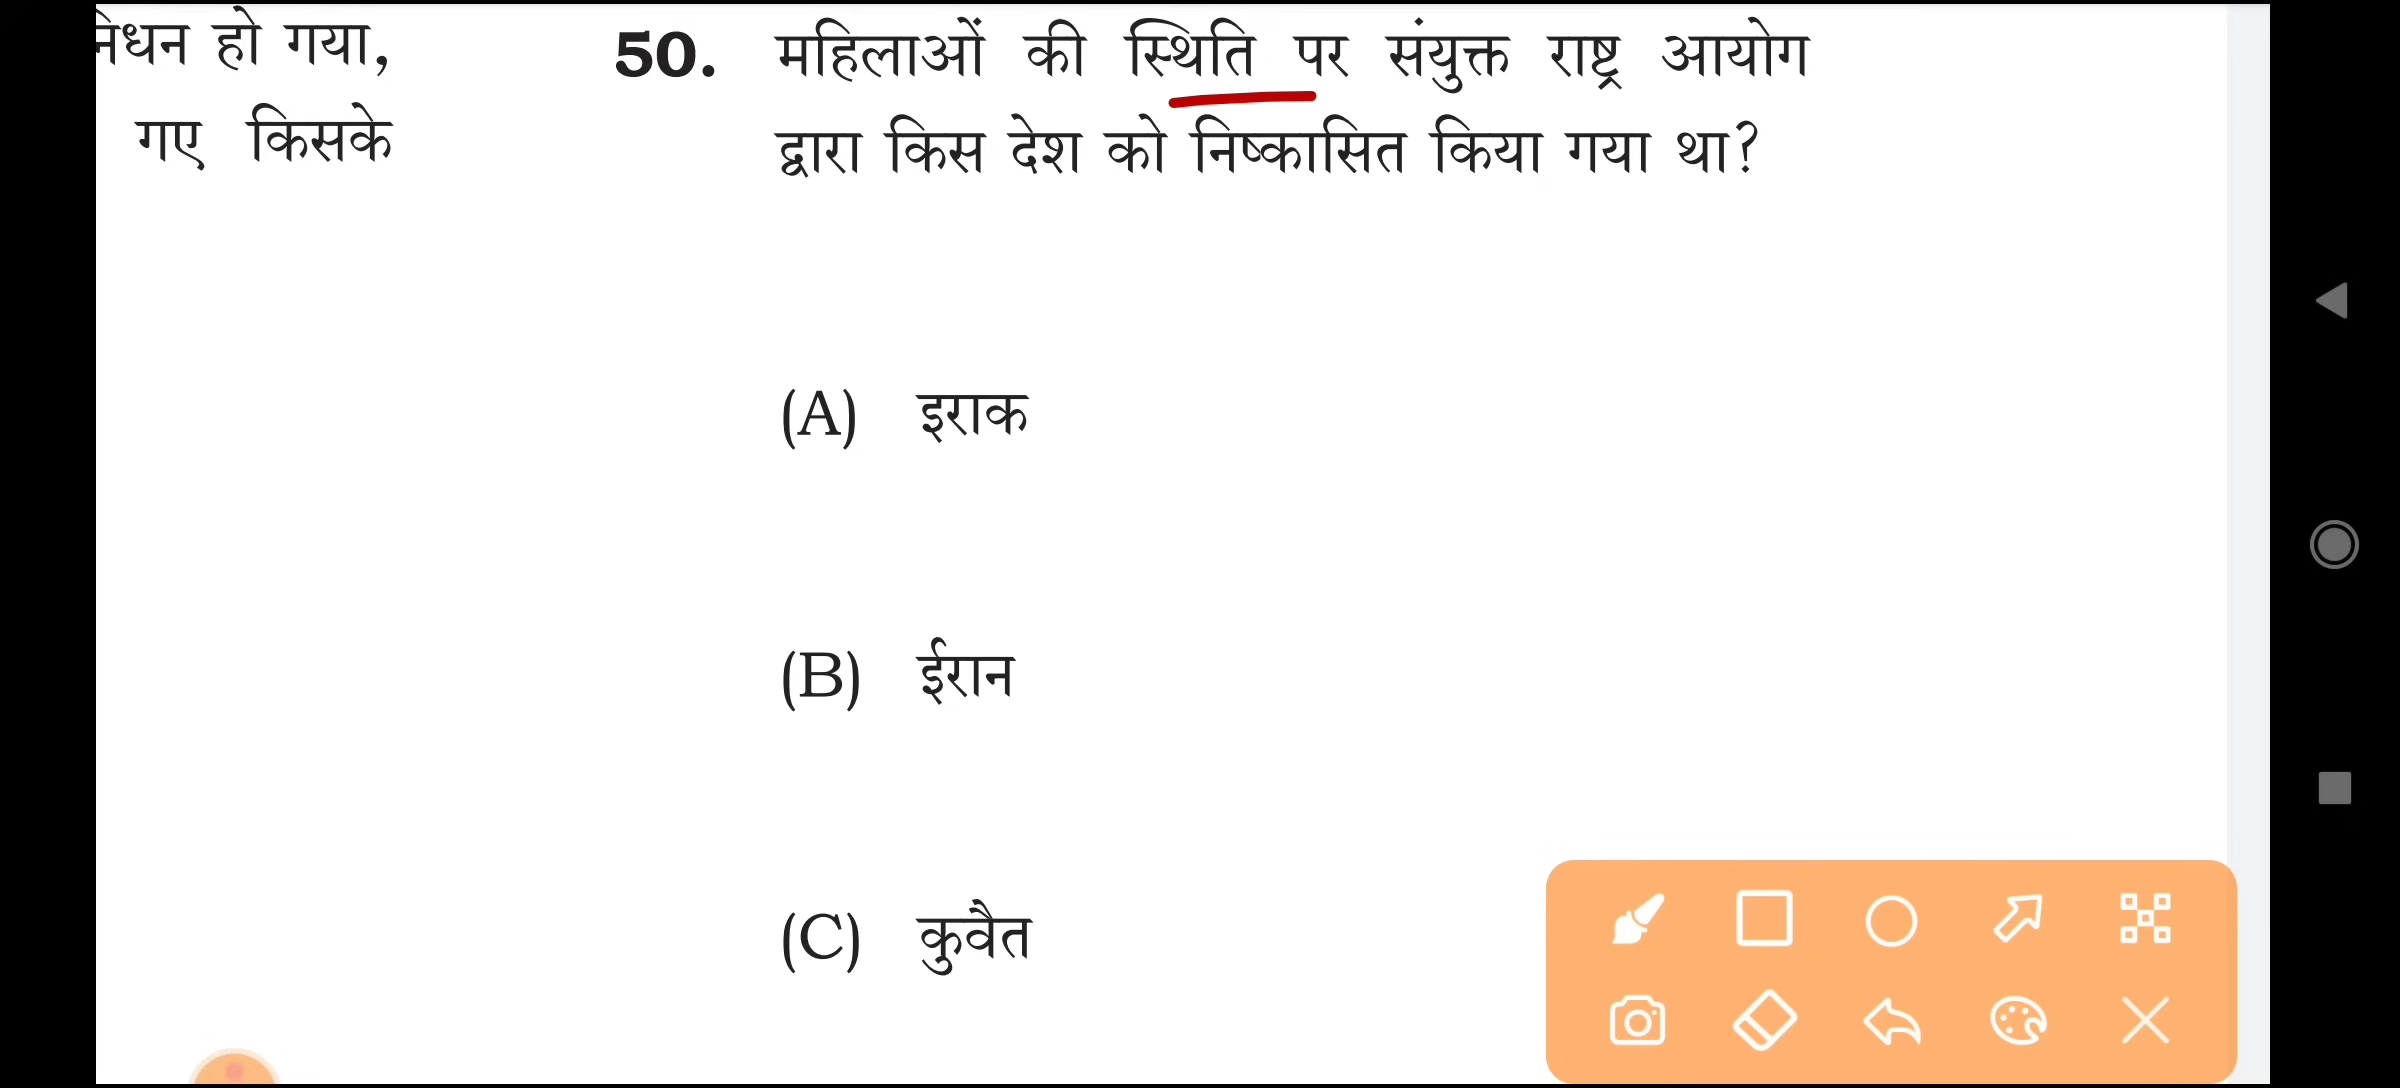 निधन हो गया,
गए किसके
50. महिलाओं की स्थिति पर संयुक्त राष्ट्र आयोग
द्वारा किस देश को निष्कासित किया गया था?
(A) इराक
(B) ईरान
(C) कुवैत